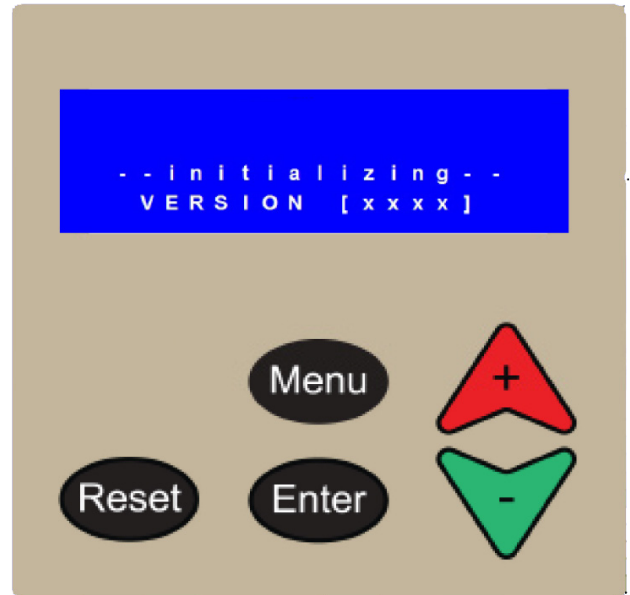 --initializing--
VERSION [xxxx]
Menu
+
Reset
Enter
-